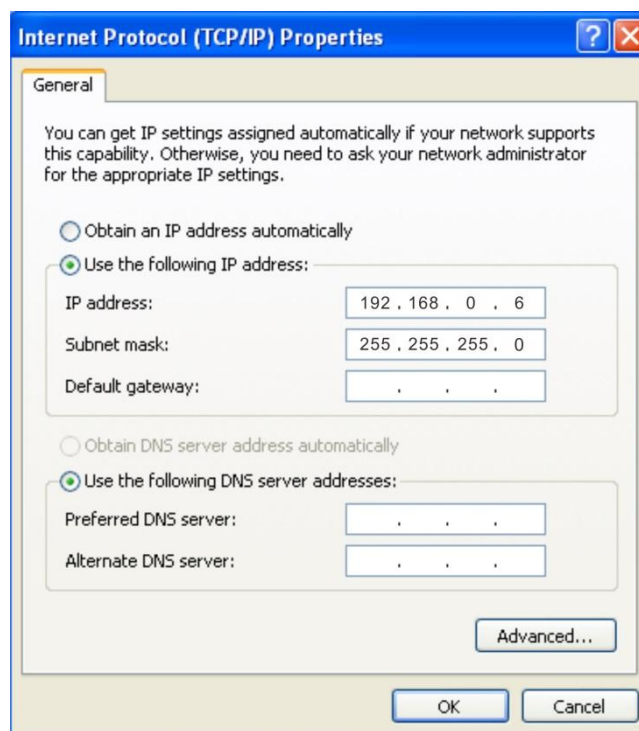 Internet Protocol (TCP/IP) Properties
General
You can get IP settings assigned automatically if your network supports
this capability. Otherwise, you need to ask your network administrator
for the appropriate IP settings.
Obtain an IP address automatically
Use the following IP address:
IP address: 192 . 168 . 0 . 6
Subnet mask: 255 . 255 . 255 . 0
Default gateway: . . .
Obtain DNS server address automatically
Use the following DNS server addresses:
Preferred DNS server: . . .
Alternate DNS server: . . .
Advanced...
OK Cancel